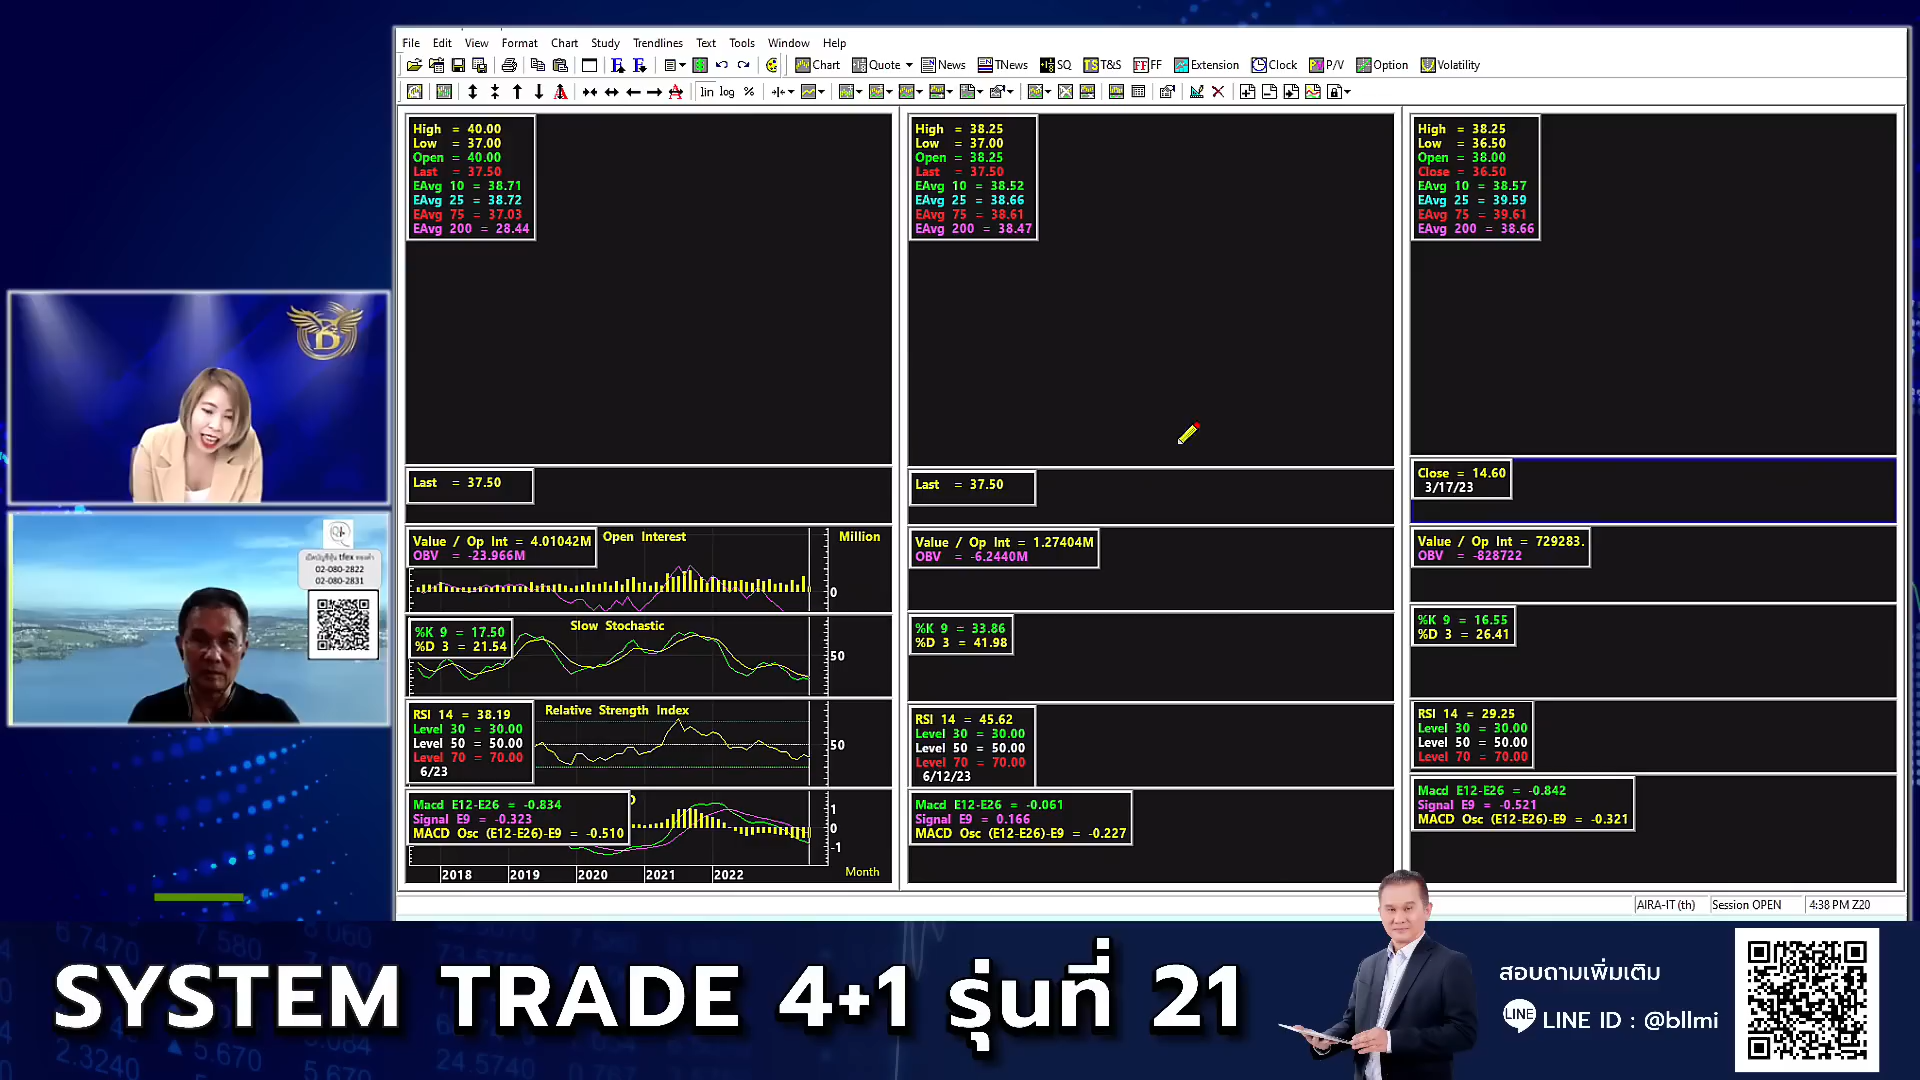 File Edit View Format Chart Study Trendlines Text Tools Window Help
Chart Quote News TNews SQ T&S FF Extension Clock P/V Option Volatility
lin log %
High = 40.00
Low = 37.00
Open = 40.00
Last = 37.50
EAvg 10 = 38.71
EAvg 25 = 38.72
EAvg 75 = 37.03
EAvg 200 = 28.44
Last = 37.50
Value / Op Int = 4.01042M
OBV = -23.966M
Open Interest
Million
0
%K 9 = 17.50
%D 3 = 21.54
Slow Stochastic
50
RSI 14 = 38.19
Level 30 = 30.00
Level 50 = 50.00
Level 70 = 70.00
6/23
Relative Strength Index
50
Macd E12-E26 = -0.834
Signal E9 = -0.323
MACD Osc (E12-E26)-E9 = -0.510
1
0
-1
2018 2019 2020 2021 2022
Month
High = 38.25
Low = 37.00
Open = 38.25
Last = 37.50
EAvg 10 = 38.52
EAvg 25 = 38.66
EAvg 75 = 38.61
EAvg 200 = 38.47
Last = 37.50
Value / Op Int = 1.27404M
OBV = -6.2440M
%K 9 = 33.86
%D 3 = 41.98
RSI 14 = 45.62
Level 30 = 30.00
Level 50 = 50.00
Level 70 = 70.00
6/12/23
Macd E12-E26 = -0.061
Signal E9 = 0.166
MACD Osc (E12-E26)-E9 = -0.227
High = 38.25
Low = 36.50
Open = 38.00
Close = 36.50
EAvg 10 = 38.57
EAvg 25 = 39.59
EAvg 75 = 39.61
EAvg 200 = 38.66
Close = 14.60
3/17/23
Value / Op Int = 729283.
OBV = -828722
%K 9 = 16.55
%D 3 = 26.41
RSI 14 = 29.25
Level 30 = 30.00
Level 50 = 50.00
Level 70 = 70.00
Macd E12-E26 = -0.842
Signal E9 = -0.521
MACD Osc (E12-E26)-E9 = -0.321
AIRA-IT (th) Session OPEN 4:38 PM Z20
B
เปิดบัญชีหุ้น tfex ทองคำ
02-080-2822
02-080-2831
SYSTEM TRADE 4+1 รุ่นที่ 21
สอบถามเพิ่มเติม
LINE LINE ID : @bllmi